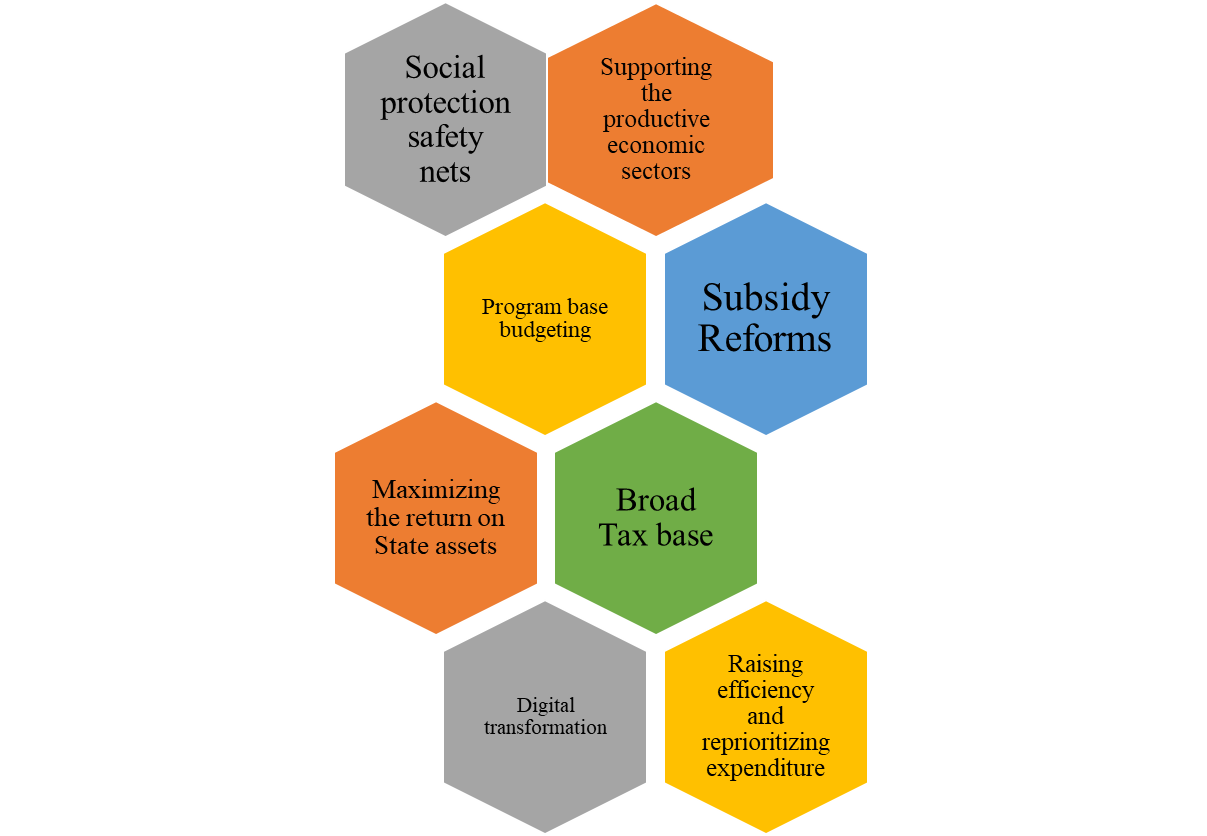 Social
protection
safety
nets
Supporting
the
productive
economic
sectors
Program base
budgeting
Subsidy
Reforms
Maximizing
the return on
State assets
Broad
Tax base
Digital
transformation
Raising
efficiency
and
reprioritizing
expenditure